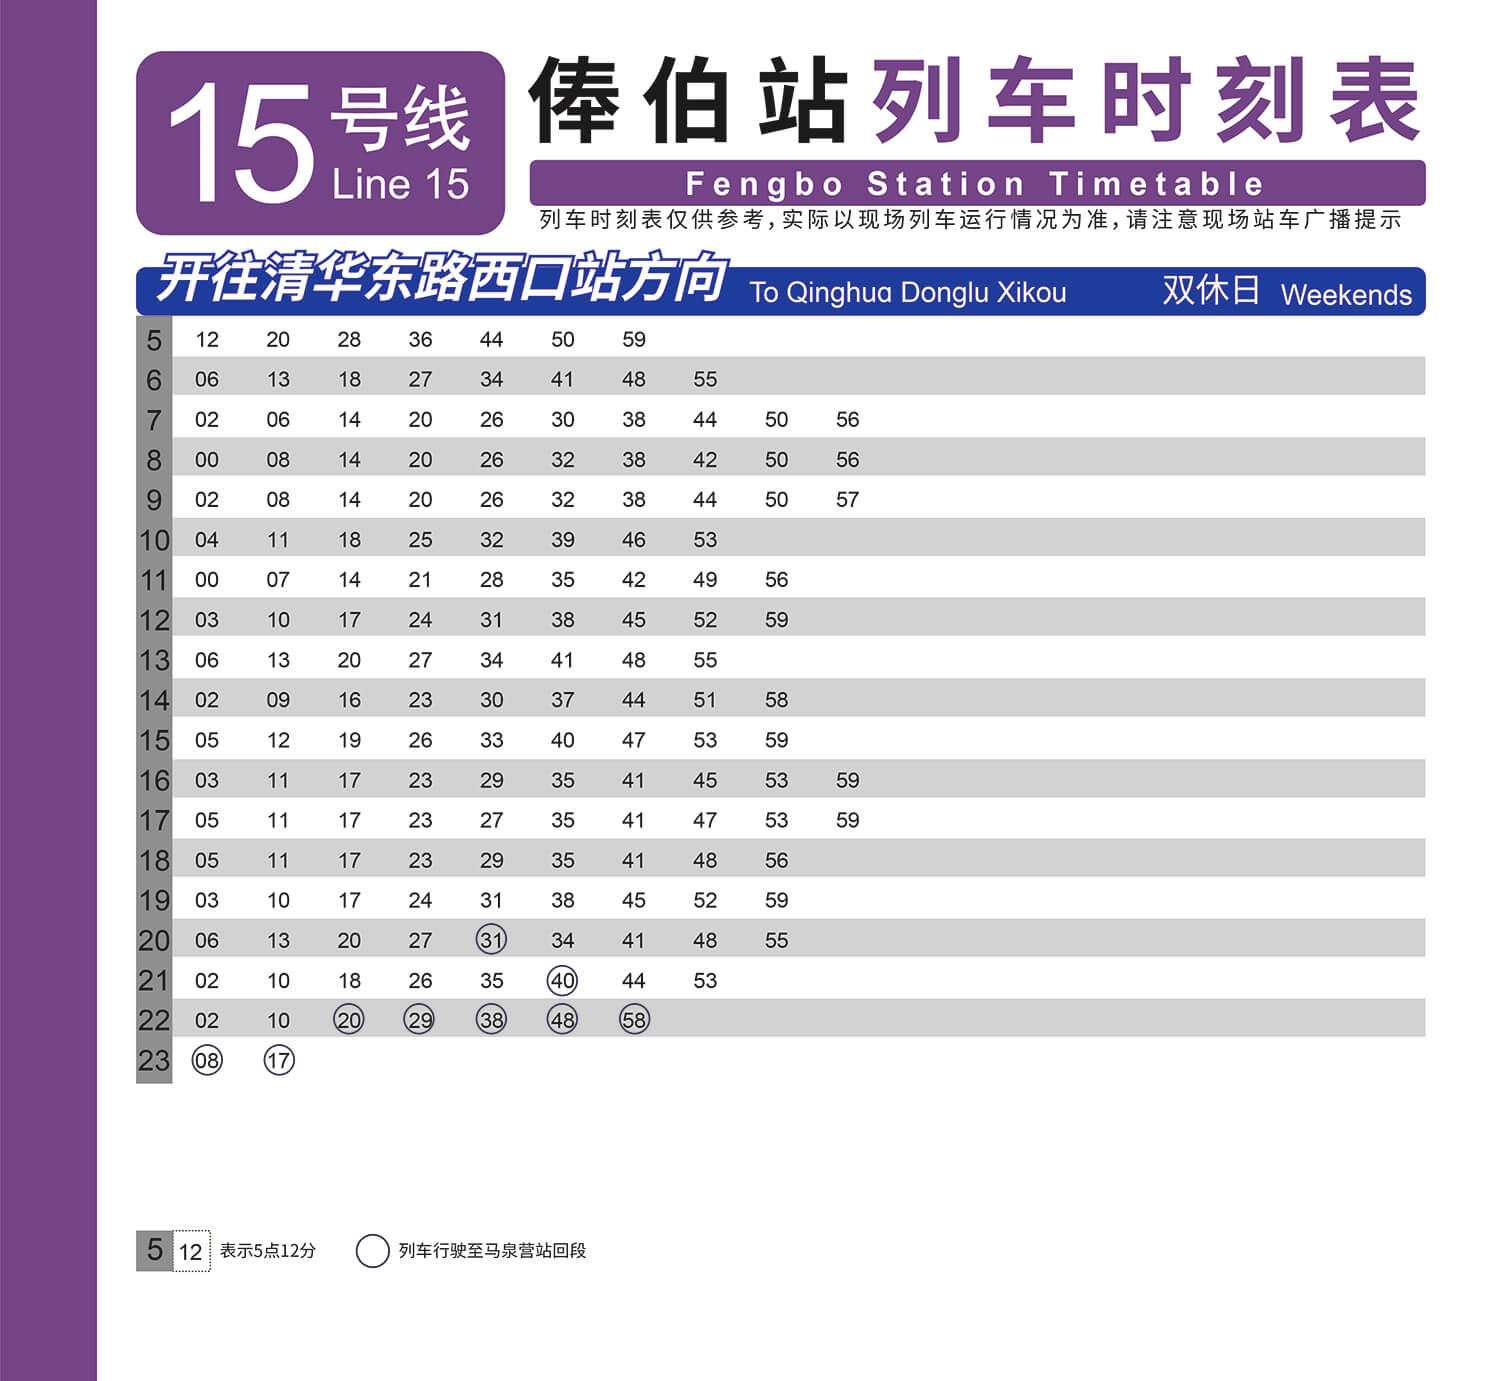 15号线
Line 15
俸伯站列车时刻表
Fengbo Station Timetable
列车时刻表仅供参考,实际以现场列车运行情况为准,请注意现场站车广播提示
开往清华东路西口站方向 To Qinghua Donglu Xikou 双休日 Weekends
5 12 20 28 36 44 50 59
6 06 13 18 27 34 41 48 55
7 02 06 14 20 26 30 38 44 50 56
8 00 08 14 20 26 32 38 42 50 56
9 02 08 14 20 26 32 38 44 50 57
10 04 11 18 25 32 39 46 53
11 00 07 14 21 28 35 42 49 56
12 03 10 17 24 31 38 45 52 59
13 06 13 20 27 34 41 48 55
14 02 09 16 23 30 37 44 51 58
15 05 12 19 26 33 40 47 53 59
16 03 11 17 23 29 35 41 45 53 59
17 05 11 17 23 27 35 41 47 53 59
18 05 11 17 23 29 35 41 48 56
19 03 10 17 24 31 38 45 52 59
20 06 13 20 27 31 34 41 48 55
21 02 10 18 26 35 40 44 53
22 02 10 20 29 38 48 58
23 08 17
5 12 表示5点12分 列车行驶至马泉营站回段